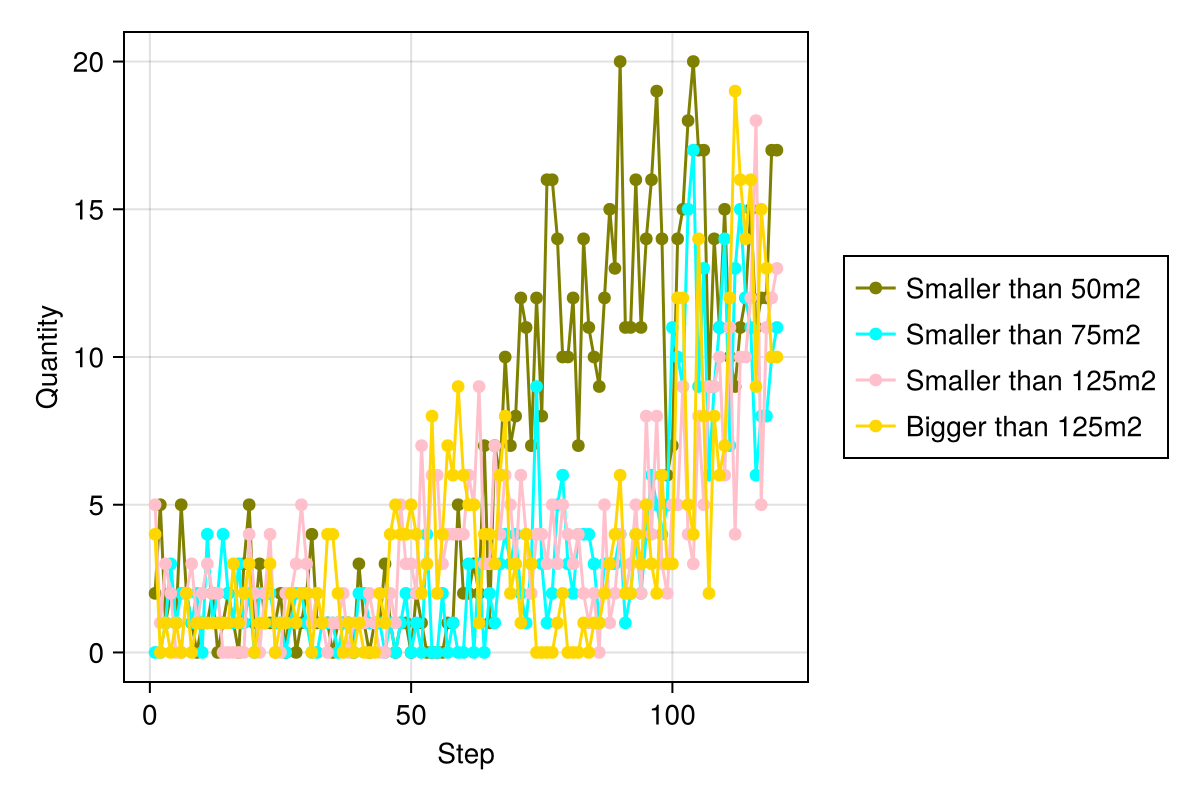 20
15
10
5
0
Quantity
0 50 100
Step
Smaller than 50m2
Smaller than 75m2
Smaller than 125m2
Bigger than 125m2